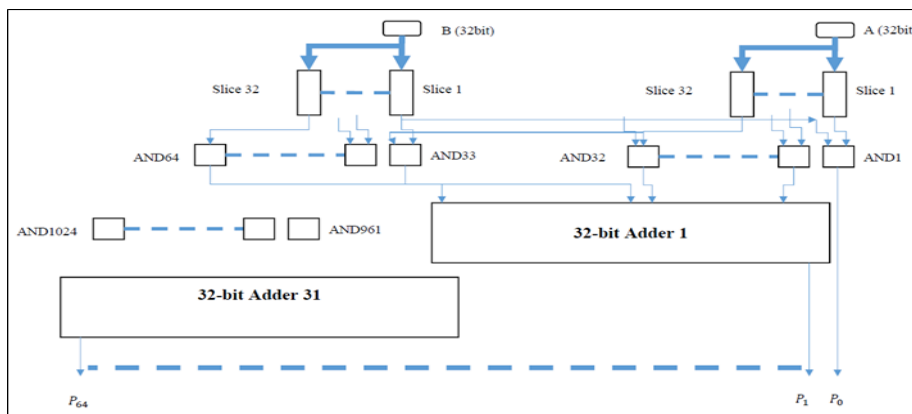 B (32bit)
A (32bit)
Slice 32
Slice 1
Slice 32
Slice 1
AND64
AND33
AND32
AND1
32-bit Adder 1
AND1024
AND961
32-bit Adder 31
P64
P1
P0